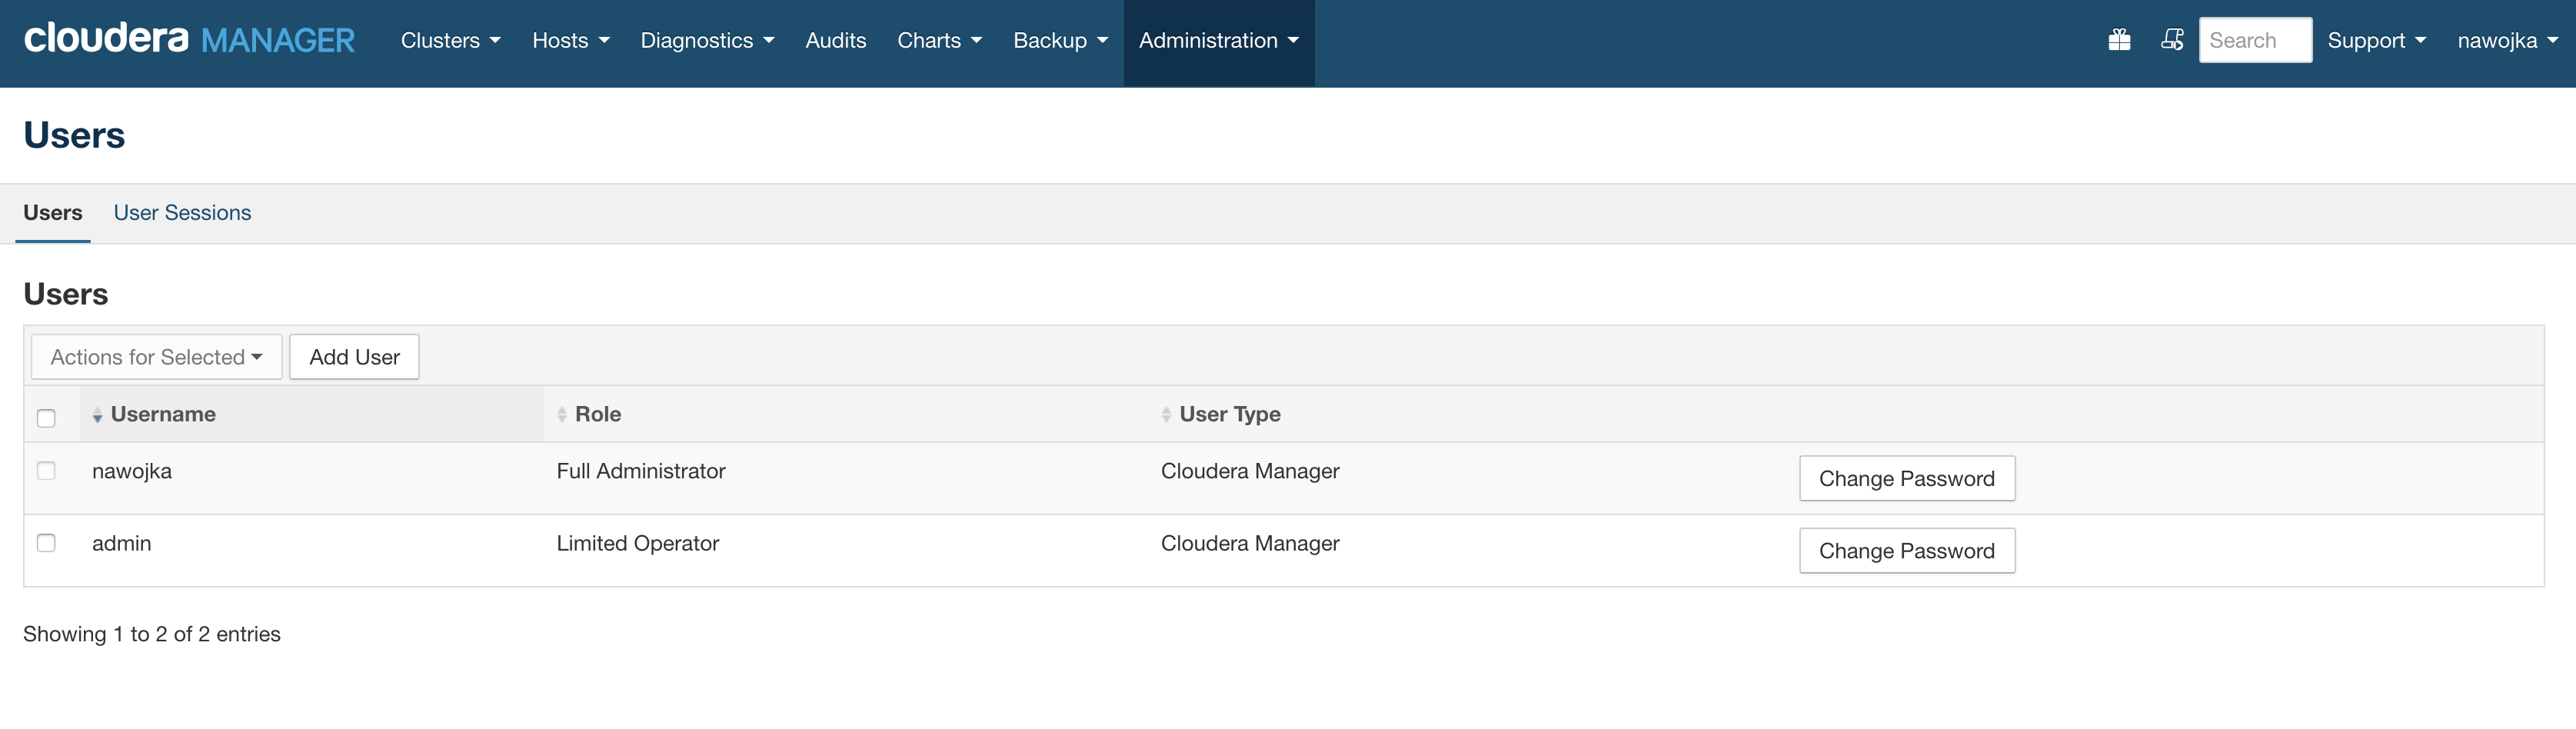 cloudera MANAGER Clusters Hosts Diagnostics Audits Charts Backup Administration Search Support nawojka
Users
Users User Sessions
Users
Actions for Selected Add User
Username Role User Type
nawojka Full Administrator Cloudera Manager Change Password
admin Limited Operator Cloudera Manager Change Password
Showing 1 to 2 of 2 entries